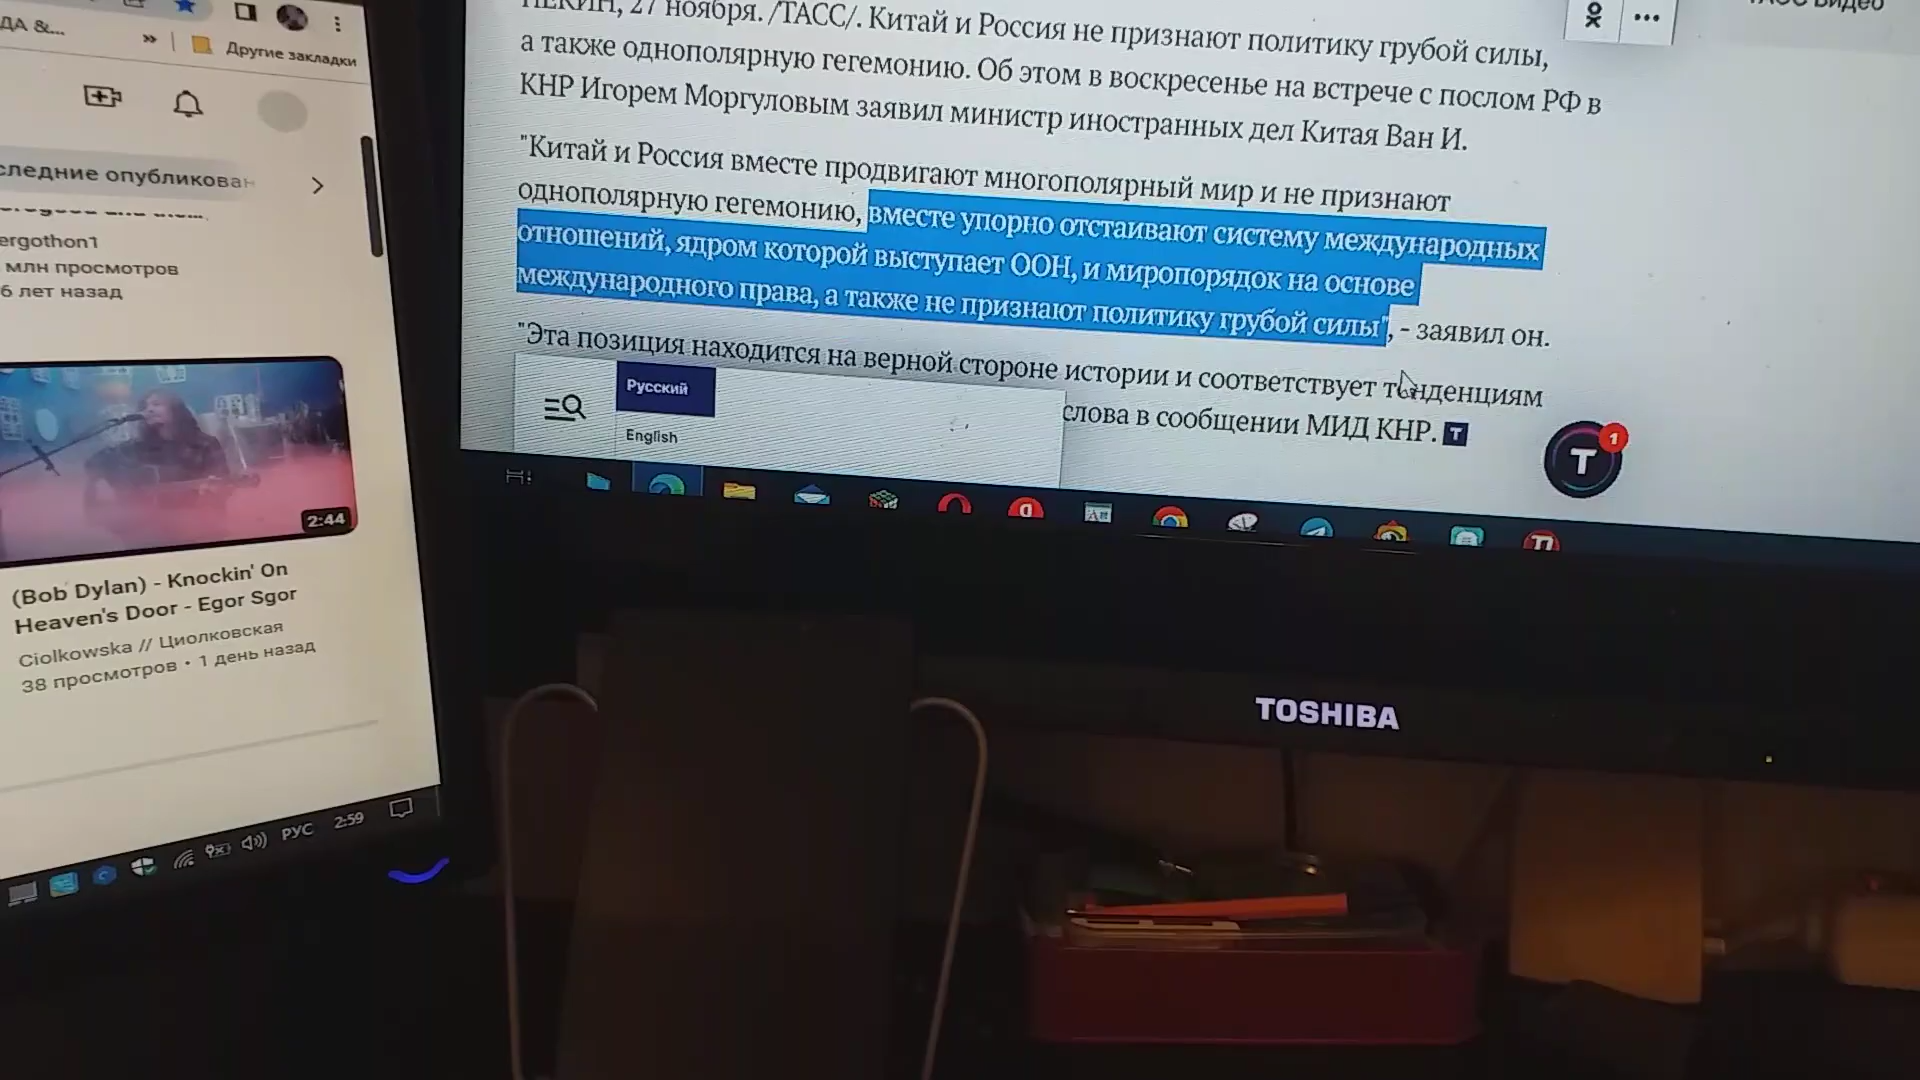 ДА &...
»
Другие закладки
следние опубликован
ergothon1
млн просмотров
6 лет назад
2:44
(Bob Dylan) - Knockin' On
Heaven's Door - Egor Sgor
Ciolkowska // Циолковская
38 просмотров • 1 день назад
РУС
2:59
ПЕКИН, 27 ноября. /ТАСС/. Китай и Россия не признают политику грубой силы,
а также однополярную гегемонию. Об этом в воскресенье на встрече с послом РФ в
КНР Игорем Моргуловым заявил министр иностранных дел Китая Ван И.
"Китай и Россия вместе продвигают многополярный мир и не признают
однополярную гегемонию, вместе упорно отстаивают систему международных
отношений, ядром которой выступает ООН, и миропорядок на основе
международного права, а также не признают политику грубой силы", - заявил он.
"Эта позиция находится на верной стороне истории и соответствует тенденциям
слова в сообщении МИД КНР. T
Русский
English
T
1
ТАСС Видео
TOSHIBA